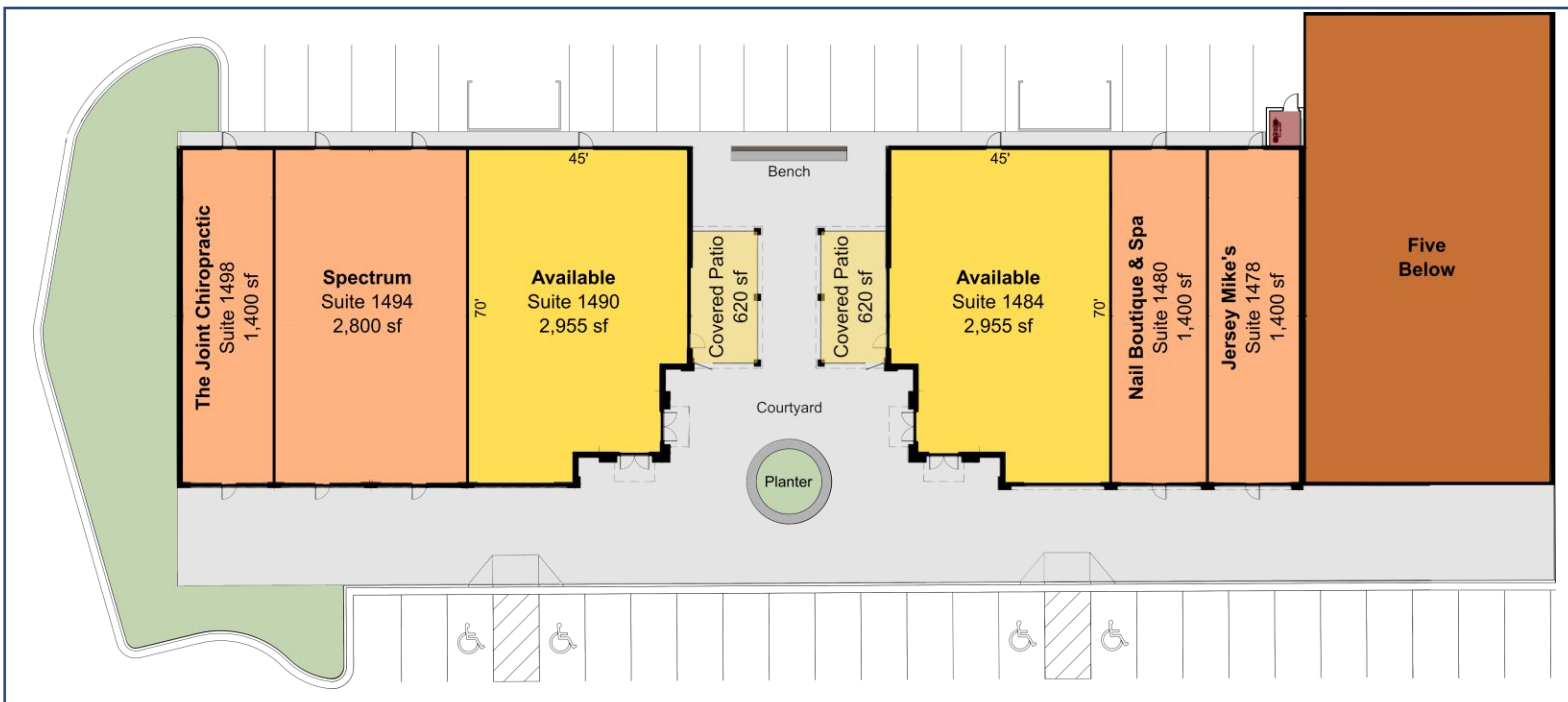 The Joint Chiropractic
Suite 1498
1,400 sf
Spectrum
Suite 1494
2,800 sf
45'
70'
Available
Suite 1490
2,955 sf
Covered Patio
620 sf
Bench
Courtyard
Planter
Covered Patio
620 sf
45'
70'
Available
Suite 1484
2,955 sf
Nail Boutique & Spa
Suite 1480
1,400 sf
Jersey Mike's
Suite 1478
1,400 sf
Five
Below